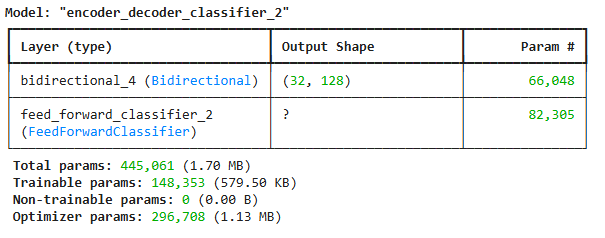 Model: "encoder_decoder_classifier_2"
Layer (type) Output Shape Param #
bidirectional_4 (Bidirectional) (32, 128) 66,048
feed_forward_classifier_2 ? 82,305
(FeedForwardClassifier)
Total params: 445,061 (1.70 MB)
Trainable params: 148,353 (579.50 KB)
Non-trainable params: 0 (0.00 B)
Optimizer params: 296,708 (1.13 MB)